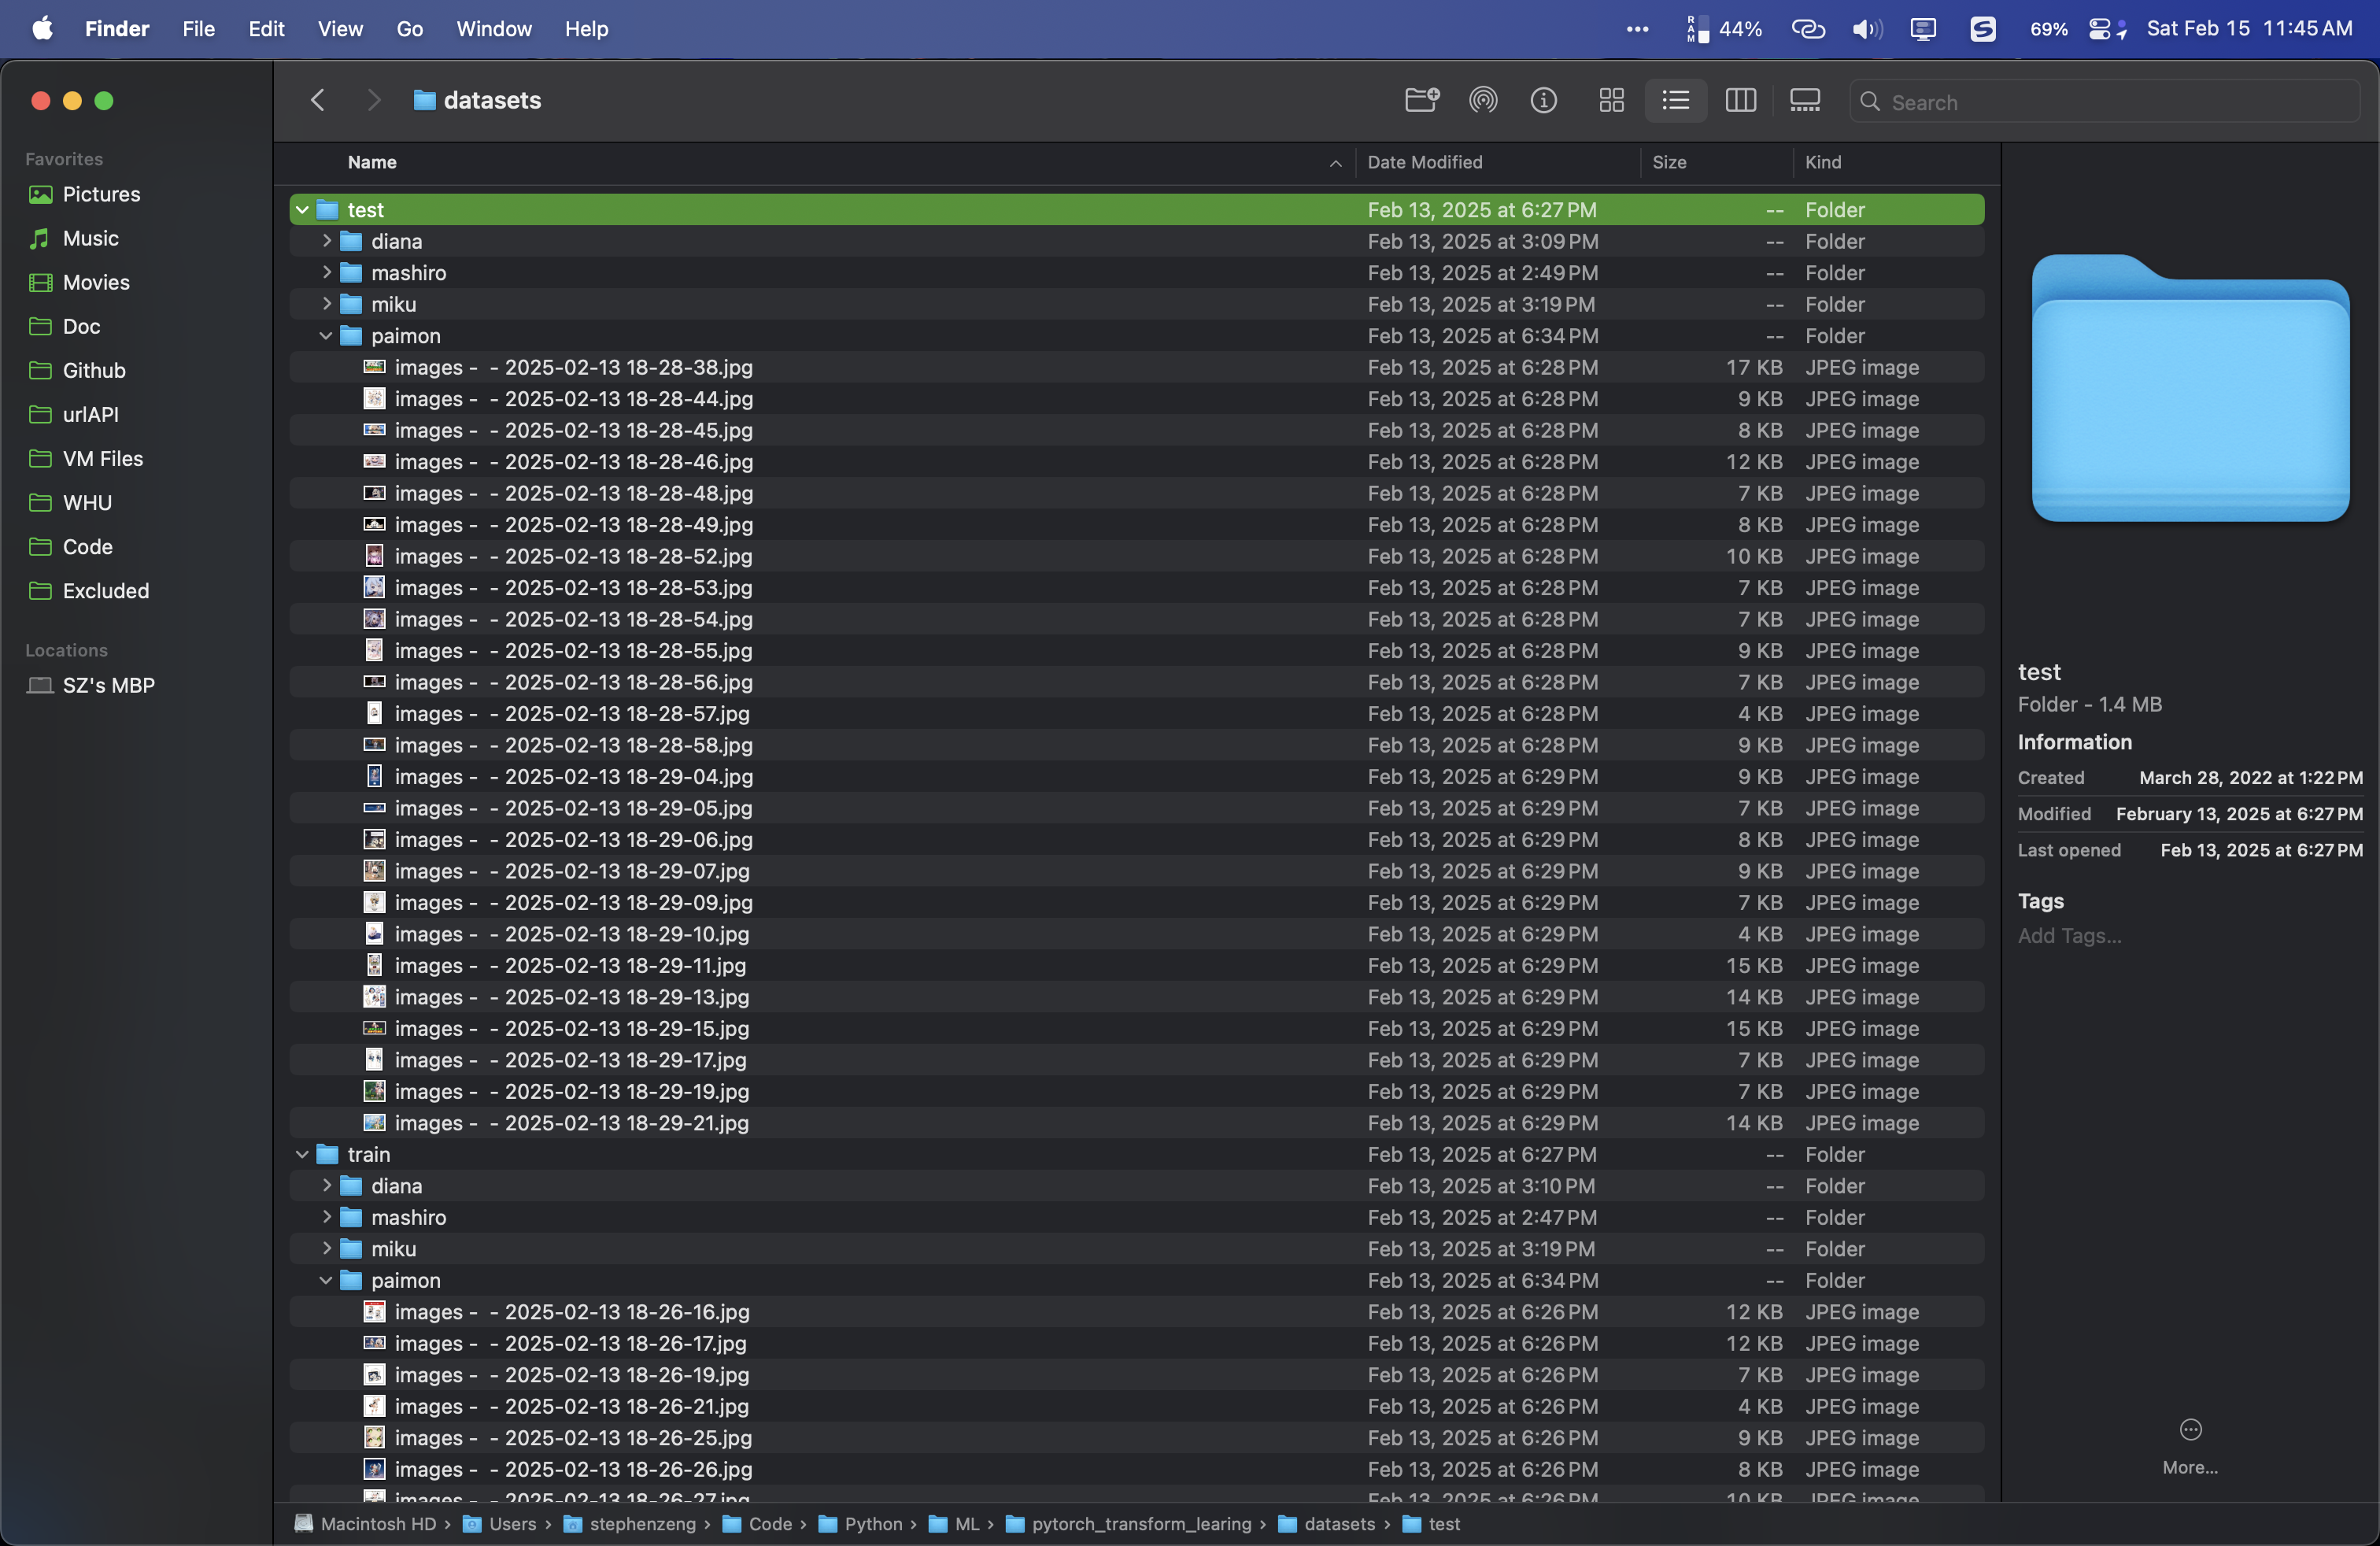 Finder File Edit View Go Window Help RAM 44% 69% Sat Feb 15 11:45 AM
datasets Search
Favorites
Pictures
Music
Movies
Doc
Github
urlAPI
VM Files
WHU
Code
Excluded
Locations
SZ's MBP
Name Date Modified Size Kind
test Feb 13, 2025 at 6:27 PM -- Folder
diana Feb 13, 2025 at 3:09 PM -- Folder
mashiro Feb 13, 2025 at 2:49 PM -- Folder
miku Feb 13, 2025 at 3:19 PM -- Folder
paimon Feb 13, 2025 at 6:34 PM -- Folder
images - - 2025-02-13 18-28-38.jpg Feb 13, 2025 at 6:28 PM 17 KB JPEG image
images - - 2025-02-13 18-28-44.jpg Feb 13, 2025 at 6:28 PM 9 KB JPEG image
images - - 2025-02-13 18-28-45.jpg Feb 13, 2025 at 6:28 PM 8 KB JPEG image
images - - 2025-02-13 18-28-46.jpg Feb 13, 2025 at 6:28 PM 12 KB JPEG image
images - - 2025-02-13 18-28-48.jpg Feb 13, 2025 at 6:28 PM 7 KB JPEG image
images - - 2025-02-13 18-28-49.jpg Feb 13, 2025 at 6:28 PM 8 KB JPEG image
images - - 2025-02-13 18-28-52.jpg Feb 13, 2025 at 6:28 PM 10 KB JPEG image
images - - 2025-02-13 18-28-53.jpg Feb 13, 2025 at 6:28 PM 7 KB JPEG image
images - - 2025-02-13 18-28-54.jpg Feb 13, 2025 at 6:28 PM 7 KB JPEG image
images - - 2025-02-13 18-28-55.jpg Feb 13, 2025 at 6:28 PM 9 KB JPEG image
images - - 2025-02-13 18-28-56.jpg Feb 13, 2025 at 6:28 PM 7 KB JPEG image
images - - 2025-02-13 18-28-57.jpg Feb 13, 2025 at 6:28 PM 4 KB JPEG image
images - - 2025-02-13 18-28-58.jpg Feb 13, 2025 at 6:28 PM 9 KB JPEG image
images - - 2025-02-13 18-29-04.jpg Feb 13, 2025 at 6:29 PM 9 KB JPEG image
images - - 2025-02-13 18-29-05.jpg Feb 13, 2025 at 6:29 PM 7 KB JPEG image
images - - 2025-02-13 18-29-06.jpg Feb 13, 2025 at 6:29 PM 8 KB JPEG image
images - - 2025-02-13 18-29-07.jpg Feb 13, 2025 at 6:29 PM 9 KB JPEG image
images - - 2025-02-13 18-29-09.jpg Feb 13, 2025 at 6:29 PM 7 KB JPEG image
images - - 2025-02-13 18-29-10.jpg Feb 13, 2025 at 6:29 PM 4 KB JPEG image
images - - 2025-02-13 18-29-11.jpg Feb 13, 2025 at 6:29 PM 15 KB JPEG image
images - - 2025-02-13 18-29-13.jpg Feb 13, 2025 at 6:29 PM 14 KB JPEG image
images - - 2025-02-13 18-29-15.jpg Feb 13, 2025 at 6:29 PM 15 KB JPEG image
images - - 2025-02-13 18-29-17.jpg Feb 13, 2025 at 6:29 PM 7 KB JPEG image
images - - 2025-02-13 18-29-19.jpg Feb 13, 2025 at 6:29 PM 7 KB JPEG image
images - - 2025-02-13 18-29-21.jpg Feb 13, 2025 at 6:29 PM 14 KB JPEG image
train Feb 13, 2025 at 6:27 PM -- Folder
diana Feb 13, 2025 at 3:10 PM -- Folder
mashiro Feb 13, 2025 at 2:47 PM -- Folder
miku Feb 13, 2025 at 3:19 PM -- Folder
paimon Feb 13, 2025 at 6:34 PM -- Folder
images - - 2025-02-13 18-26-16.jpg Feb 13, 2025 at 6:26 PM 12 KB JPEG image
images - - 2025-02-13 18-26-17.jpg Feb 13, 2025 at 6:26 PM 12 KB JPEG image
images - - 2025-02-13 18-26-19.jpg Feb 13, 2025 at 6:26 PM 7 KB JPEG image
images - - 2025-02-13 18-26-21.jpg Feb 13, 2025 at 6:26 PM 4 KB JPEG image
images - - 2025-02-13 18-26-25.jpg Feb 13, 2025 at 6:26 PM 9 KB JPEG image
images - - 2025-02-13 18-26-26.jpg Feb 13, 2025 at 6:26 PM 8 KB JPEG image
images - - 2025-02-13 18-26-27.jpg Feb 13, 2025 at 6:26 PM 10 KB JPEG image
test
Folder - 1.4 MB
Information
Created March 28, 2022 at 1:22 PM
Modified February 13, 2025 at 6:27 PM
Last opened Feb 13, 2025 at 6:27 PM
Tags
Add Tags...
More...
Macintosh HD › Users › stephenzeng › Code › Python › ML › pytorch_transform_learing › datasets › test